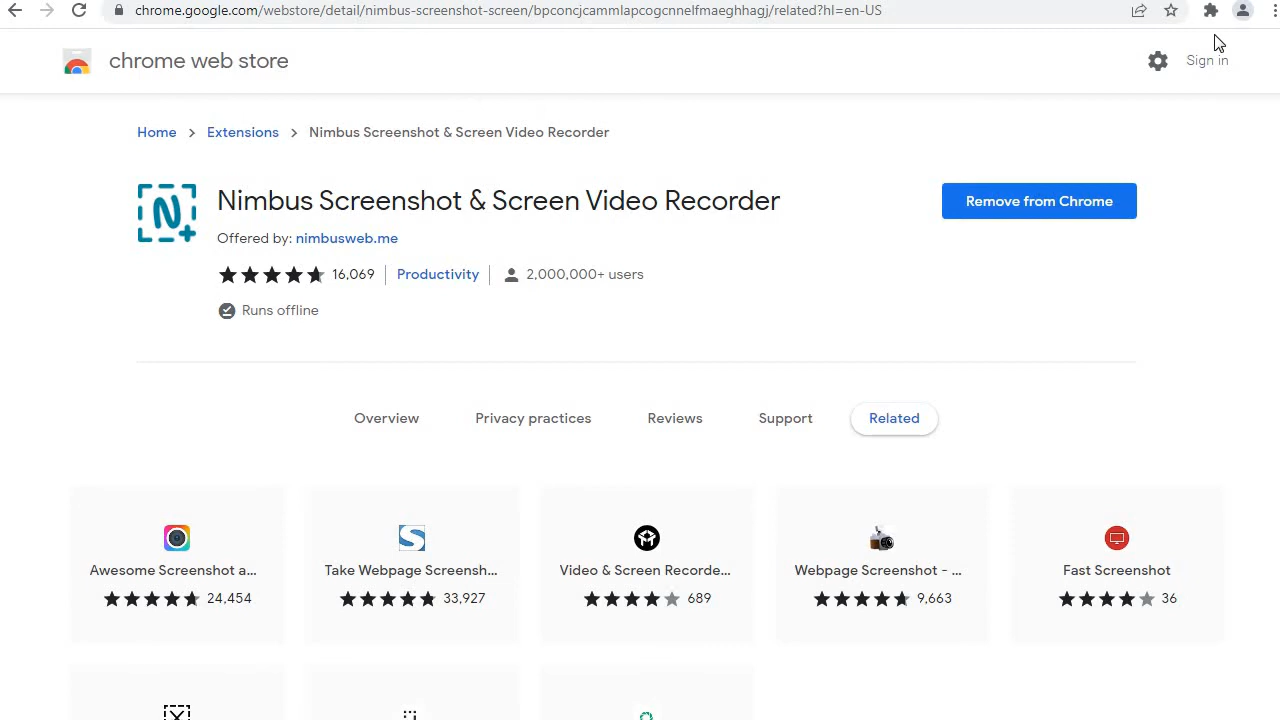 chrome.google.com/webstore/detail/nimbus-screenshot-screen/bpconcjcammlapcogcnnelfmaeghhagj/related?hl=en-US
chrome web store
Sign in
Home > Extensions > Nimbus Screenshot & Screen Video Recorder
Nimbus Screenshot & Screen Video Recorder
Remove from Chrome
Offered by: nimbusweb.me
16,069 Productivity 2,000,000+ users
Runs offline
Overview Privacy practices Reviews Support Related
Awesome Screenshot a... Take Webpage Screensh... Video & Screen Recorde... Webpage Screenshot - ... Fast Screenshot
24,454 33,927 689 9,663 36